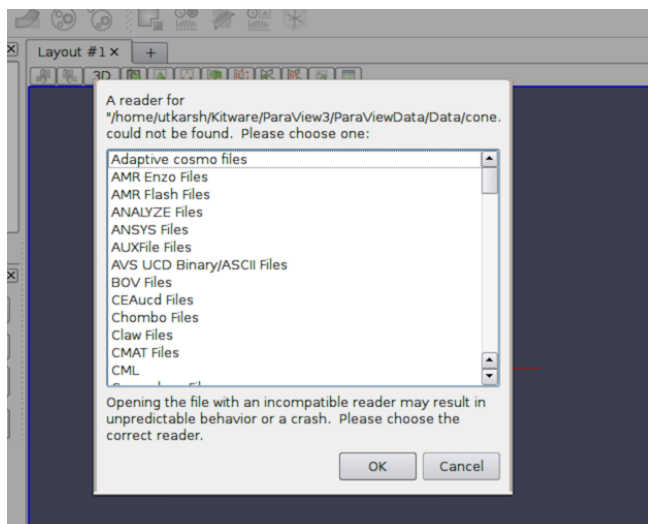 Layout #1 × +
3D
A reader for
"/home/utkarsh/Kitware/ParaView3/ParaViewData/Data/cone.
could not be found. Please choose one:
Adaptive cosmo files
AMR Enzo Files
AMR Flash Files
ANALYZE Files
ANSYS Files
AUXFile Files
AVS UCD Binary/ASCII Files
BOV Files
CEAucd Files
Chombo Files
Claw Files
CMAT Files
CML
Opening the file with an incompatible reader may result in
unpredictable behavior or a crash. Please choose the
correct reader.
OK Cancel